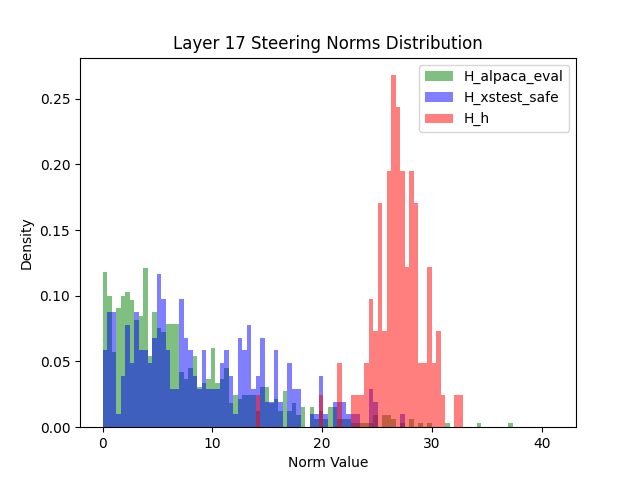 Layer 17 Steering Norms Distribution
H_alpaca_eval
H_xstest_safe
H_h
0.25
0.20
0.15
0.10
0.05
0.00
Density
0 10 20 30 40
Norm Value